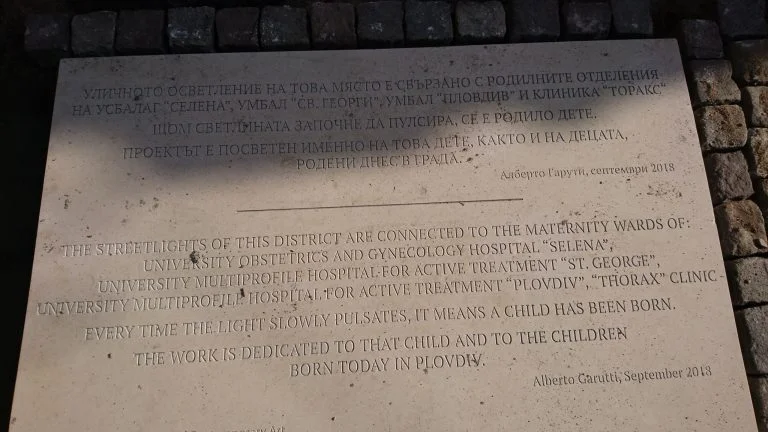 УЛИЧНОТО ОСВЕТЛЕНИЕ НА ТОВА МЯСТО Е СВЪРЗАНО С РОДИЛНИТЕ ОТДЕЛЕНИЯ
НА УСБАЛАГ "СЕЛЕНА", УМБАЛ "СВ. ГЕОРГИ", УМБАЛ "ПЛОВДИВ" И КЛИНИКА "ТОРАКС"
ЩОМ СВЕТЛИНАТА ЗАПОЧНЕ ДА ПУЛСИРА, СЕ Е РОДИЛО ДЕТЕ.
ПРОЕКТЪТ Е ПОСВЕТЕН ИМЕННО НА ТОВА ДЕТЕ, КАКТО И НА ДЕЦАТА,
РОДЕНИ ДНЕС В ГРАДА.
Алберто Гарути, септември 2018
THE STREETLIGHTS OF THIS DISTRICT ARE CONNECTED TO THE MATERNITY WARDS OF:
UNIVERSITY OBSTETRICS AND GYNECOLOGY HOSPITAL "SELENA",
UNIVERSITY MULTIPROFILE HOSPITAL FOR ACTIVE TREATMENT "ST. GEORGE",
UNIVERSITY MULTIPROFILE HOSPITAL FOR ACTIVE TREATMENT "PLOVDIV", "THORAX" CLINIC -
EVERY TIME THE LIGHT SLOWLY PULSATES, IT MEANS A CHILD HAS BEEN BORN.
THE WORK IS DEDICATED TO THAT CHILD AND TO THE CHILDREN
BORN TODAY IN PLOVDIV.
Alberto Garutti, September 2018